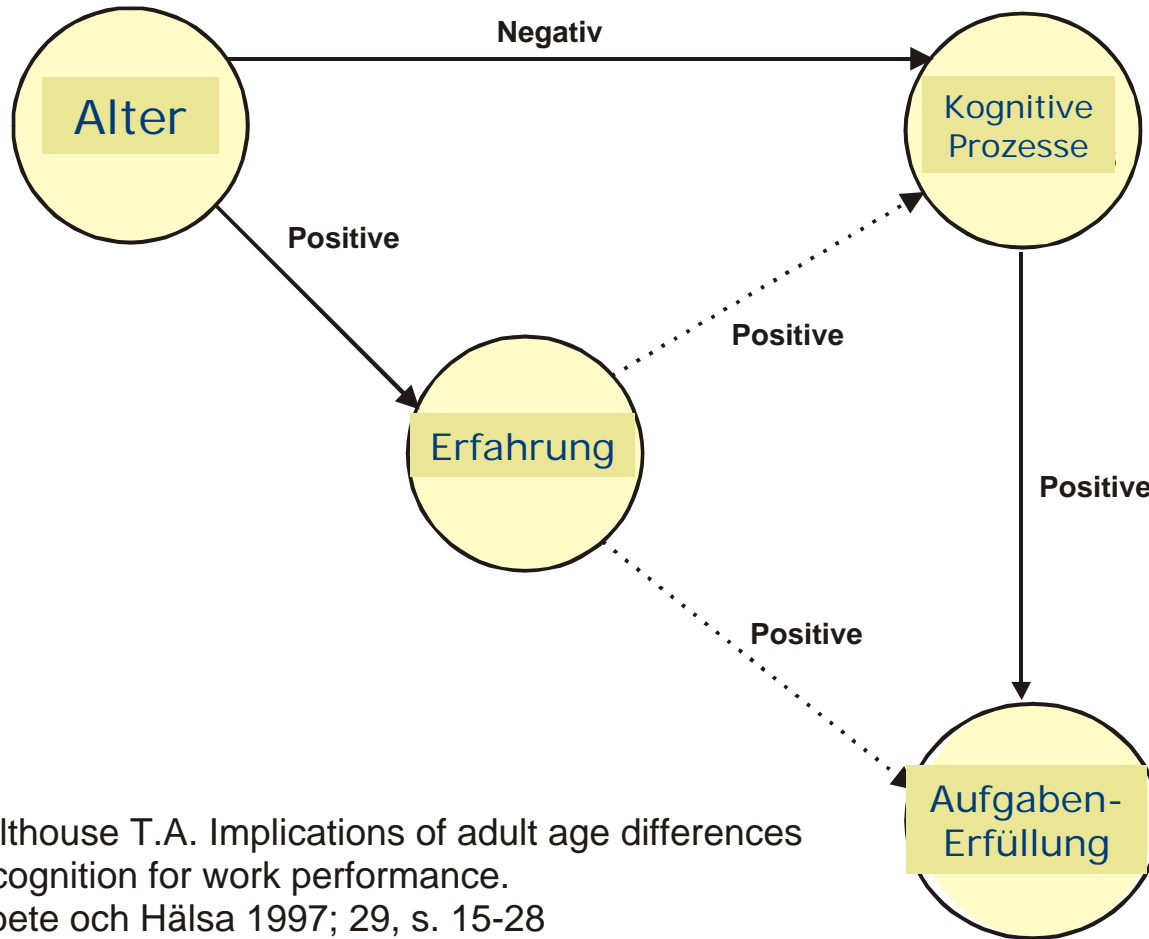 Negativ
Alter
Kognitive
Prozesse
Positive
Positive
Erfahrung
Positive
Positive
Aufgaben-
Erfüllung
lthouse T.A. Implications of adult age differences
cognition for work performance.
ete och Hälsa 1997; 29, s. 15-28